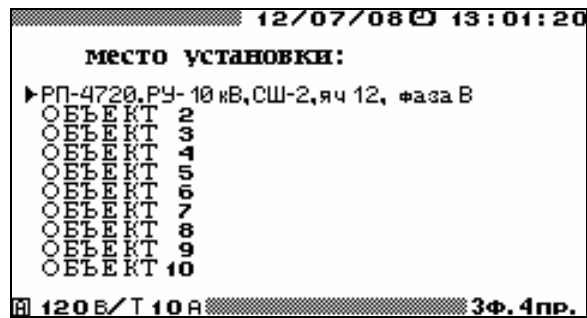 12/07/08 13:01:20
место установки:
РП-4720.РУ-10 кВ,СШ-2,яч 12, фаза В
ОБЪЕКТ 2
ОБЪЕКТ 3
ОБЪЕКТ 4
ОБЪЕКТ 5
ОБЪЕКТ 6
ОБЪЕКТ 7
ОБЪЕКТ 8
ОБЪЕКТ 9
ОБЪЕКТ 10
А 120 В/Т 10 А 3ф.4пр.